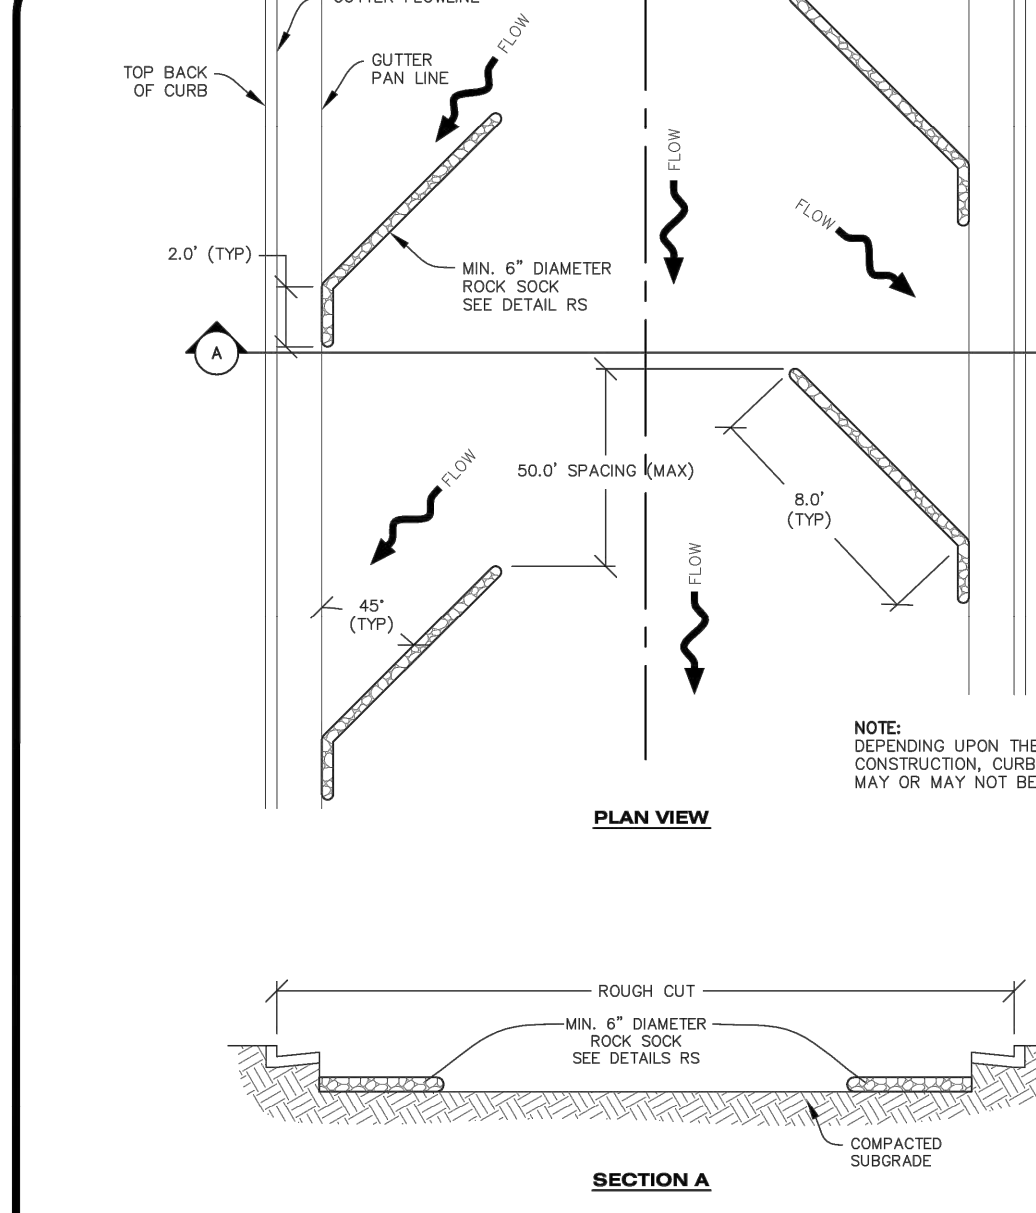 GUTTER FLOWLINE
FLOW
TOP BACK
OF CURB
GUTTER
PAN LINE
FLOW
FLOW
2.0' (TYP)
MIN. 6" DIAMETER
ROCK SOCK
SEE DETAIL RS
A
FLOW
50.0' SPACING (MAX)
8.0'
(TYP)
FLOW
45°
(TYP)
NOTE:
DEPENDING UPON THE
CONSTRUCTION, CURB
MAY OR MAY NOT BE
PLAN VIEW
ROUGH CUT
MIN. 6" DIAMETER
ROCK SOCK
SEE DETAILS RS
COMPACTED
SUBGRADE
SECTION A